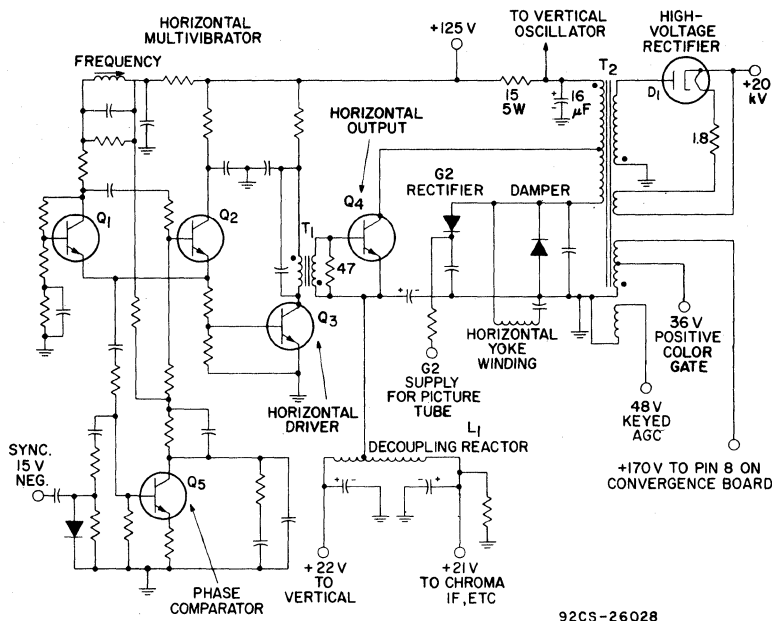 HORIZONTAL
MULTIVIBRATOR
FREQUENCY
+125 V
TO VERTICAL
OSCILLATOR
HIGH-
VOLTAGE
RECTIFIER
T2
D1
+20
kV
15
5W
16
μF
1.8
HORIZONTAL
OUTPUT
Q4
G2
RECTIFIER
DAMPER
Q1
Q2
T1
47
Q3
HORIZONTAL
DRIVER
HORIZONTAL
YOKE
WINDING
G2
SUPPLY
FOR PICTURE
TUBE
36 V
POSITIVE
COLOR
GATE
48 V
KEYED
AGC
+170 V TO PIN 8 ON
CONVERGENCE BOARD
L1
DECOUPLING REACTOR
SYNC.
15 V
NEG.
Q5
PHASE
COMPARATOR
+22 V
TO
VERTICAL
+21 V
TO CHROMA
IF, ETC
92CS-26028